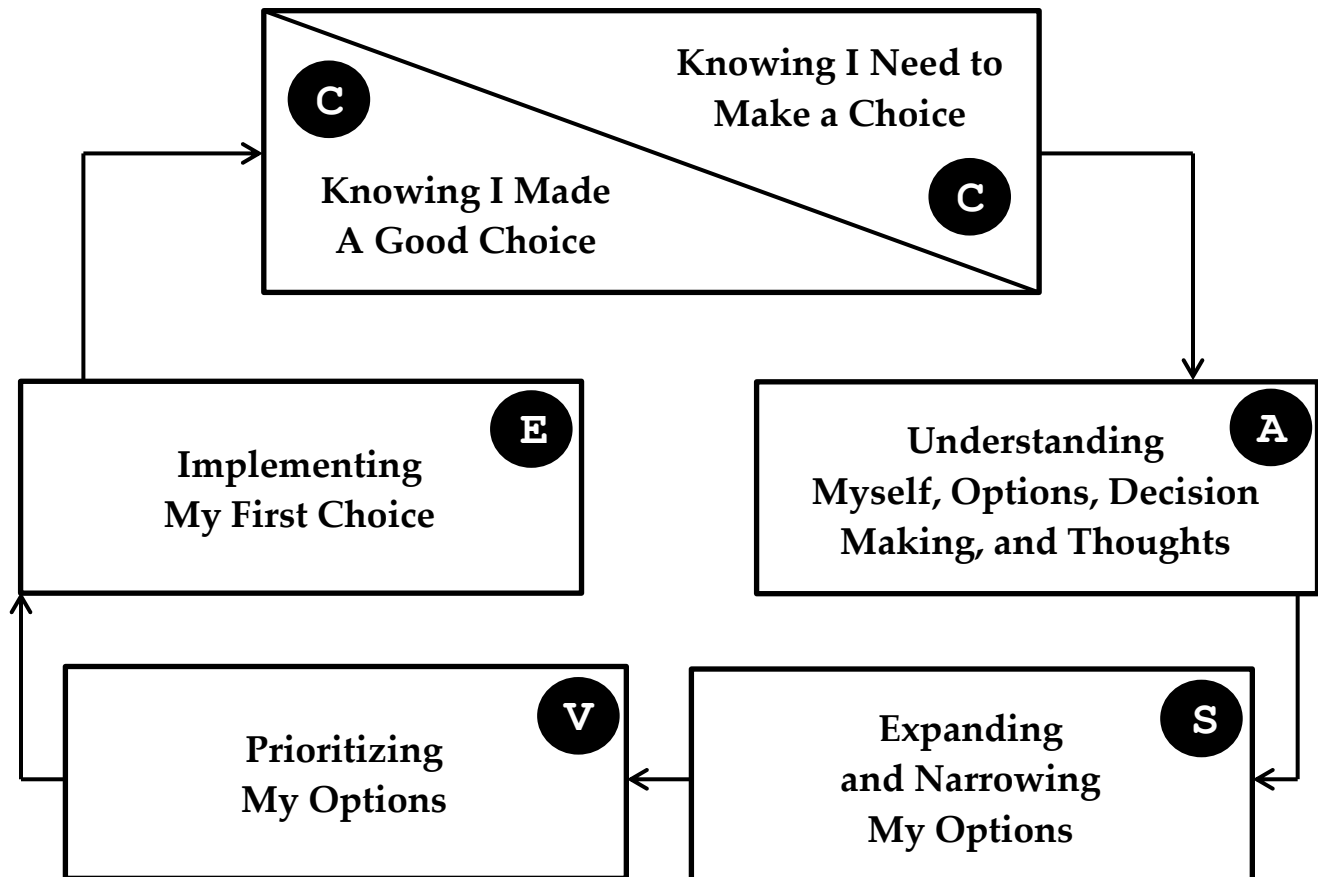 Knowing I Need to
Make a Choice
C
C
Knowing I Made
A Good Choice
E
Implementing
My First Choice
A
Understanding
Myself, Options, Decision
Making, and Thoughts
V
Prioritizing
My Options
S
Expanding
and Narrowing
My Options